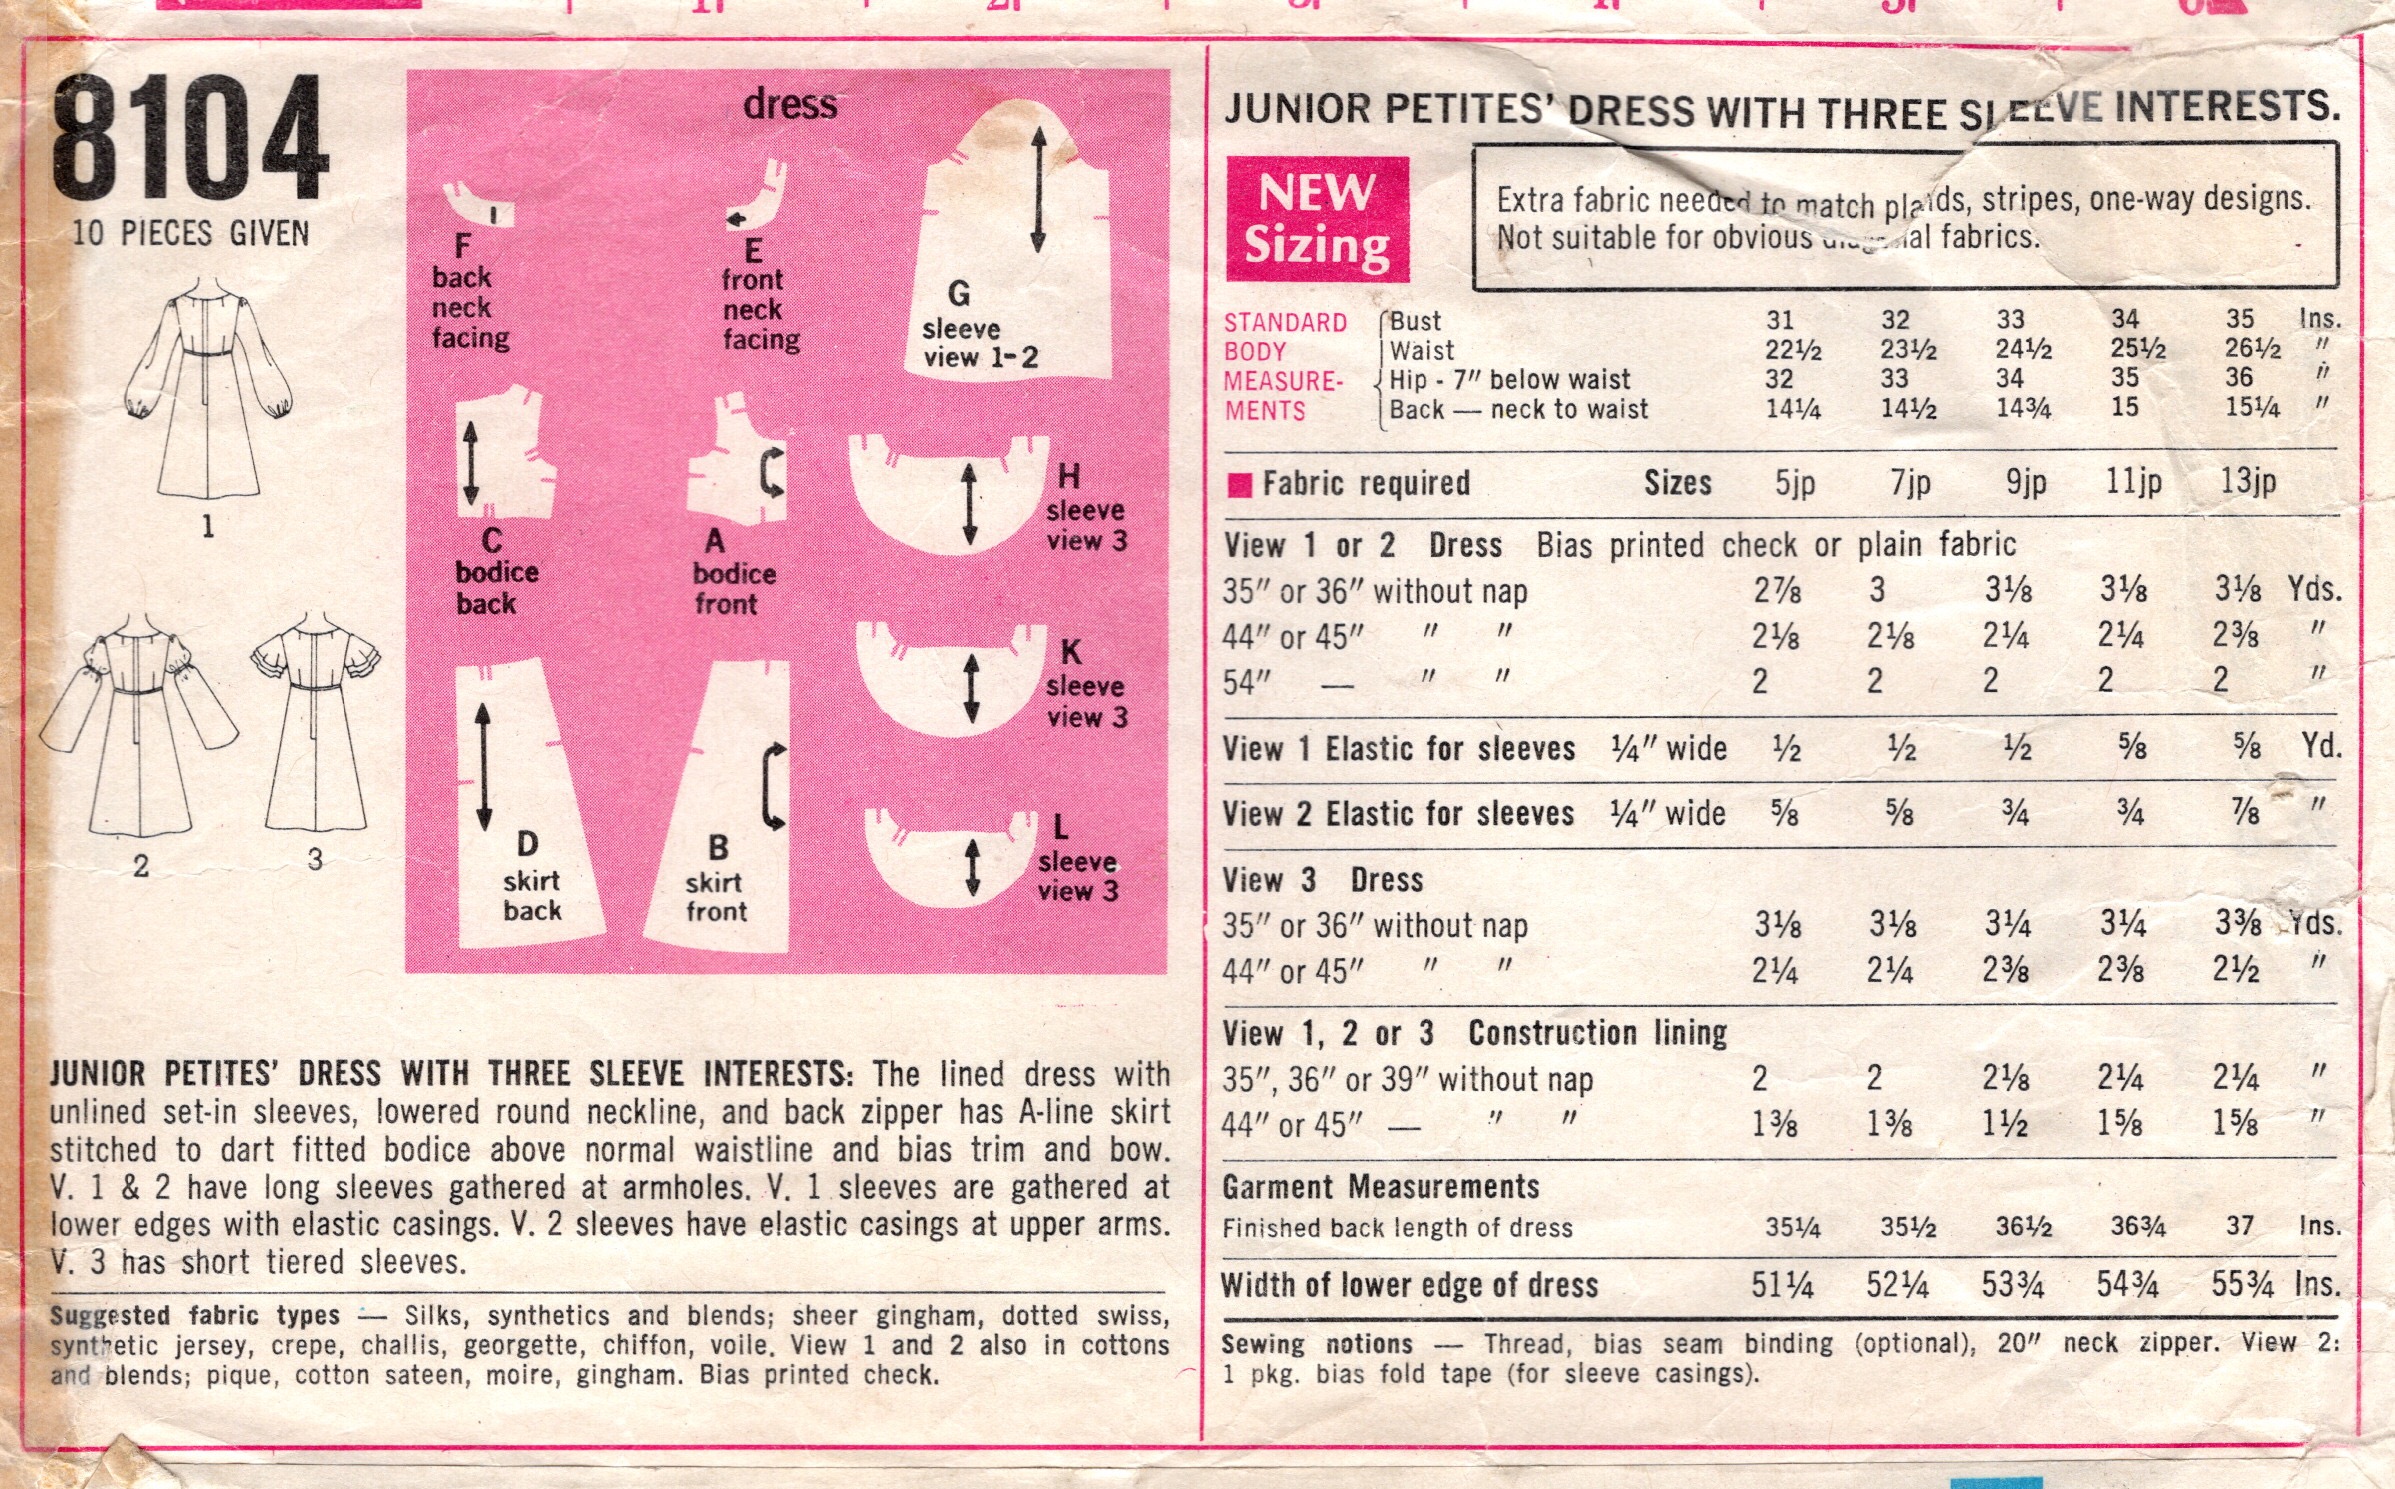 8104
10 PIECES GIVEN
1
2
3
dress
F
back
neck
facing
E
front
neck
facing
G
sleeve
view 1-2
C
bodice
back
A
bodice
front
H
sleeve
view 3
K
sleeve
view 3
D
skirt
back
B
skirt
front
L
sleeve
view 3
JUNIOR PETITES' DRESS WITH THREE SLEEVE INTERESTS: The lined dress with
unlined set-in sleeves, lowered round neckline, and back zipper has A-line skirt
stitched to dart fitted bodice above normal waistline and bias trim and bow.
V. 1 & 2 have long sleeves gathered at armholes. V. 1 sleeves are gathered at
lower edges with elastic casings. V. 2 sleeves have elastic casings at upper arms.
V. 3 has short tiered sleeves.
Suggested fabric types — Silks, synthetics and blends; sheer gingham, dotted swiss,
synthetic jersey, crepe, challis, georgette, chiffon, voile. View 1 and 2 also in cottons
and blends; pique, cotton sateen, moire, gingham. Bias printed check.
JUNIOR PETITES' DRESS WITH THREE SLEEVE INTERESTS.
NEW
Sizing
Extra fabric needed to match plaids, stripes, one-way designs.
Not suitable for obvious diagonal fabrics.
STANDARD Bust 31 32 33 34 35 Ins.
BODY Waist 22½ 23½ 24½ 25½ 26½ "
MEASURE- Hip - 7" below waist 32 33 34 35 36 "
MENTS Back — neck to waist 14¼ 14½ 14¾ 15 15¼ "
Fabric required Sizes 5jp 7jp 9jp 11jp 13jp
View 1 or 2 Dress Bias printed check or plain fabric
35" or 36" without nap 2⅞ 3 3⅛ 3⅛ 3⅛ Yds.
44" or 45" " " 2⅛ 2⅛ 2¼ 2¼ 2⅜ "
54" — " " 2 2 2 2 2 "
View 1 Elastic for sleeves ¼" wide ½ ½ ½ ⅝ ⅝ Yd.
View 2 Elastic for sleeves ¼" wide ⅝ ⅝ ¾ ¾ ⅞ "
View 3 Dress
35" or 36" without nap 3⅛ 3⅛ 3¼ 3¼ 3⅜ Yds.
44" or 45" " " 2¼ 2¼ 2⅜ 2⅜ 2½ "
View 1, 2 or 3 Construction lining
35", 36" or 39" without nap 2 2 2⅛ 2¼ 2¼ "
44" or 45" — " " 1⅜ 1⅜ 1½ 1⅝ 1⅝ "
Garment Measurements
Finished back length of dress 35¼ 35½ 36½ 36¾ 37 Ins.
Width of lower edge of dress 51¼ 52¼ 53¾ 54¾ 55¾ Ins.
Sewing notions — Thread, bias seam binding (optional), 20" neck zipper. View 2:
1 pkg. bias fold tape (for sleeve casings).